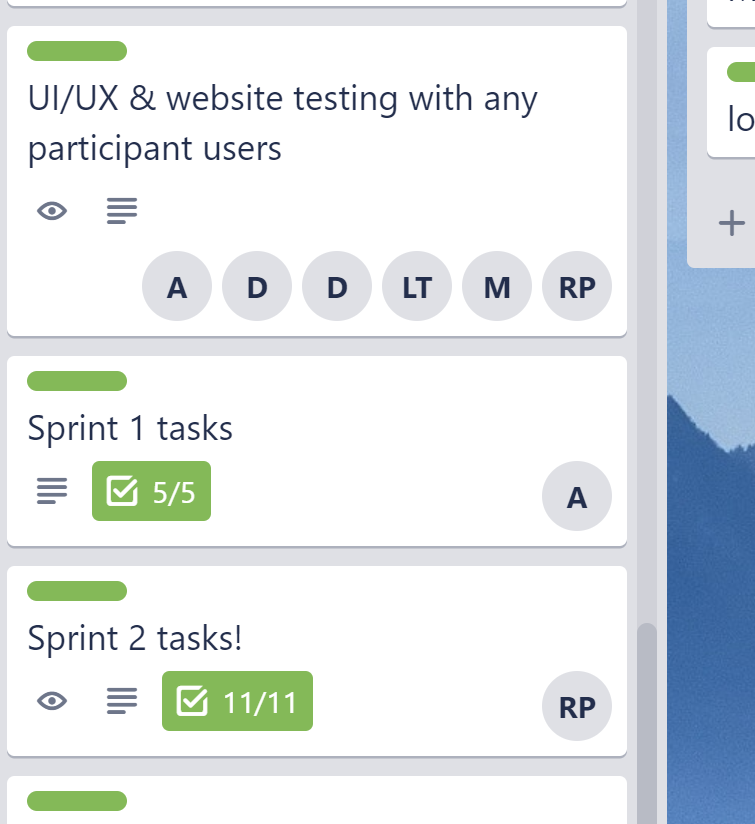 UI/UX & website testing with any
participant users
A D D LT M RP
Sprint 1 tasks
5/5
A
Sprint 2 tasks!
11/11
RP
lo
+